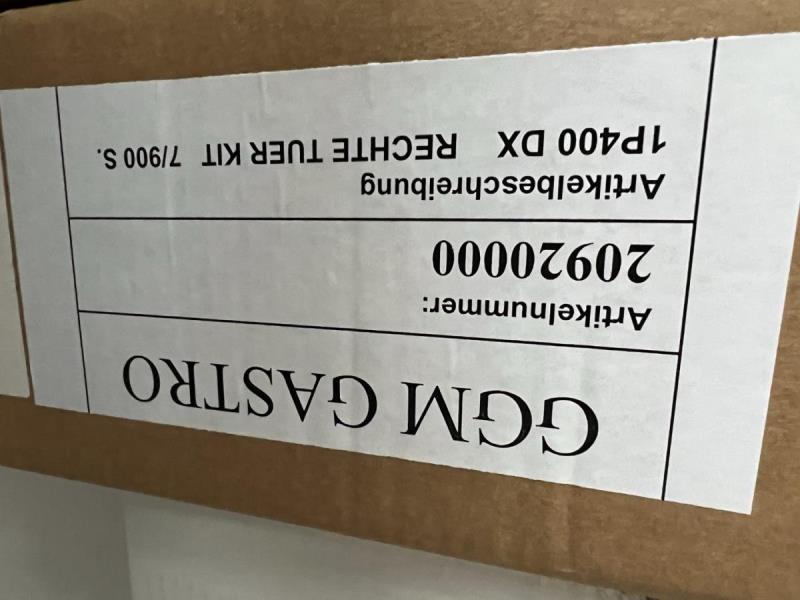 GGM GASTRO
Artikelnummer:
20920000
Artikelbeschreibung
1P400 DX RECHTE TUER KIT 7/900 S.